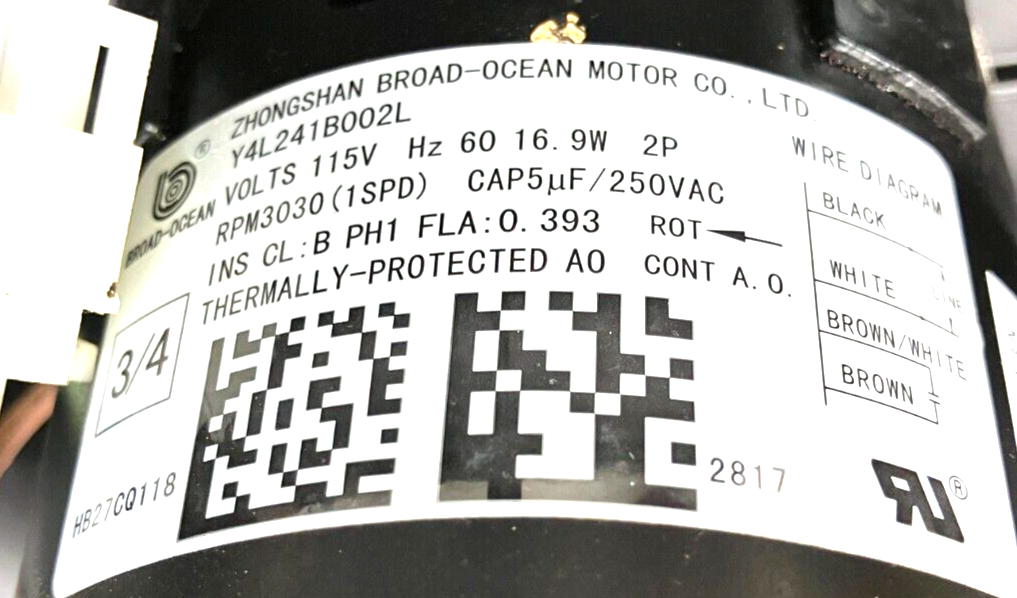 ZHONGSHAN BROAD-OCEAN MOTOR CO.,LTD.
Y4L241B002L
VOLTS 115V Hz 60 16.9W 2P
RPM3030(1SPD) CAP5μF/250VAC
INS CL:B PH1 FLA:0.393 ROT
THERMALLY-PROTECTED AO CONT A.O.
®
BROAD-OCEAN
3/4
HB27CQ118
2817
WIRE DIAGRAM
BLACK
WHITE
LINE
BROWN/WHITE
BROWN
RU®